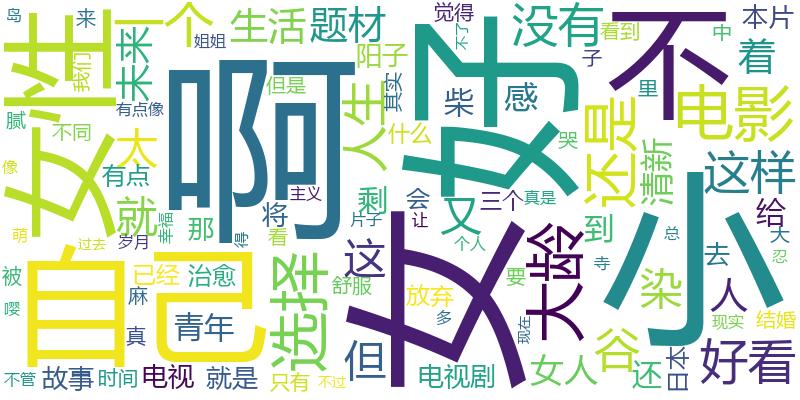 岛
来
一个
生活
题材
觉得
没有
看到
中
本片
女性
我们
未来
姐姐
啊
但是
阳子
好
不了
不
子
着
腻
不同
有点像
人生
其实
柴
感
里
电影
像
太
什么
女
哭
还是
清新
这样
有点
就
主义
剩
会
又
三个
真是
小
给
萌
过去
岁月
幸福
那
得
将
看
片子
让
个人
到
总
大
自己
选择
这
大龄
寺
去
忍
被
已经
治愈
舒服
要
染
人
嘤
麻
真
青年
放弃
多
现在
谷
现实
结婚
不管
故事
时间
电视
就是
只有
不过
但
电视剧
女人
还
日本
好看